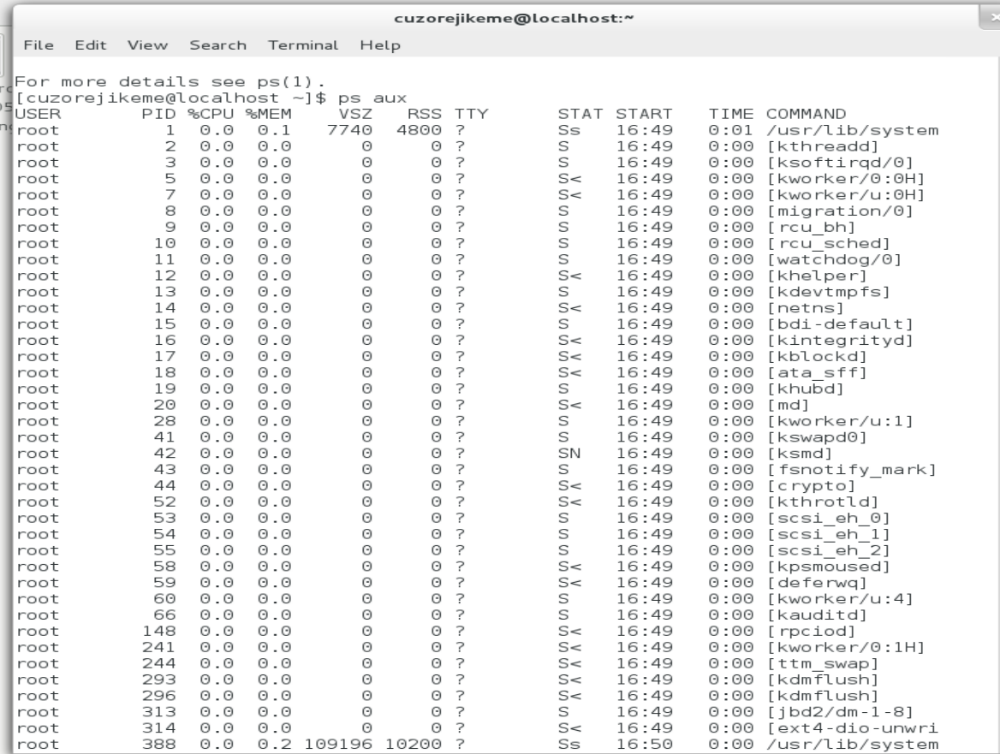 cuzorejikeme@localhost:~
File Edit View Search Terminal Help
For more details see ps(1).
[cuzorejikeme@localhost ~]$ ps aux
USER PID %CPU %MEM VSZ RSS TTY STAT START TIME COMMAND
root 1 0.0 0.1 7740 4800 ? Ss 16:49 0:01 /usr/lib/system
root 2 0.0 0.0 0 0 ? S 16:49 0:00 [kthreadd]
root 3 0.0 0.0 0 0 ? S 16:49 0:00 [ksoftirqd/0]
root 5 0.0 0.0 0 0 ? S< 16:49 0:00 [kworker/0:0H]
root 7 0.0 0.0 0 0 ? S< 16:49 0:00 [kworker/u:0H]
root 8 0.0 0.0 0 0 ? S 16:49 0:00 [migration/0]
root 9 0.0 0.0 0 0 ? S 16:49 0:00 [rcu_bh]
root 10 0.0 0.0 0 0 ? S 16:49 0:00 [rcu_sched]
root 11 0.0 0.0 0 0 ? S 16:49 0:00 [watchdog/0]
root 12 0.0 0.0 0 0 ? S< 16:49 0:00 [khelper]
root 13 0.0 0.0 0 0 ? S 16:49 0:00 [kdevtmpfs]
root 14 0.0 0.0 0 0 ? S< 16:49 0:00 [netns]
root 15 0.0 0.0 0 0 ? S 16:49 0:00 [bdi-default]
root 16 0.0 0.0 0 0 ? S< 16:49 0:00 [kintegrityd]
root 17 0.0 0.0 0 0 ? S< 16:49 0:00 [kblockd]
root 18 0.0 0.0 0 0 ? S< 16:49 0:00 [ata_sff]
root 19 0.0 0.0 0 0 ? S 16:49 0:00 [khubd]
root 20 0.0 0.0 0 0 ? S< 16:49 0:00 [md]
root 28 0.0 0.0 0 0 ? S 16:49 0:00 [kworker/u:1]
root 41 0.0 0.0 0 0 ? S 16:49 0:00 [kswapd0]
root 42 0.0 0.0 0 0 ? SN 16:49 0:00 [ksmd]
root 43 0.0 0.0 0 0 ? S 16:49 0:00 [fsnotify_mark]
root 44 0.0 0.0 0 0 ? S< 16:49 0:00 [crypto]
root 52 0.0 0.0 0 0 ? S< 16:49 0:00 [kthrotld]
root 53 0.0 0.0 0 0 ? S 16:49 0:00 [scsi_eh_0]
root 54 0.0 0.0 0 0 ? S 16:49 0:00 [scsi_eh_1]
root 55 0.0 0.0 0 0 ? S 16:49 0:00 [scsi_eh_2]
root 58 0.0 0.0 0 0 ? S< 16:49 0:00 [kpsmoused]
root 59 0.0 0.0 0 0 ? S< 16:49 0:00 [deferwq]
root 60 0.0 0.0 0 0 ? S 16:49 0:00 [kworker/u:4]
root 66 0.0 0.0 0 0 ? S 16:49 0:00 [kauditd]
root 148 0.0 0.0 0 0 ? S< 16:49 0:00 [rpciod]
root 241 0.0 0.0 0 0 ? S< 16:49 0:00 [kworker/0:1H]
root 244 0.0 0.0 0 0 ? S< 16:49 0:00 [ttm_swap]
root 293 0.0 0.0 0 0 ? S< 16:49 0:00 [kdmflush]
root 296 0.0 0.0 0 0 ? S< 16:49 0:00 [kdmflush]
root 313 0.0 0.0 0 0 ? S 16:49 0:00 [jbd2/dm-1-8]
root 314 0.0 0.0 0 0 ? S< 16:49 0:00 [ext4-dio-unwri
root 388 0.0 0.2 109196 10200 ? Ss 16:50 0:00 /usr/lib/system